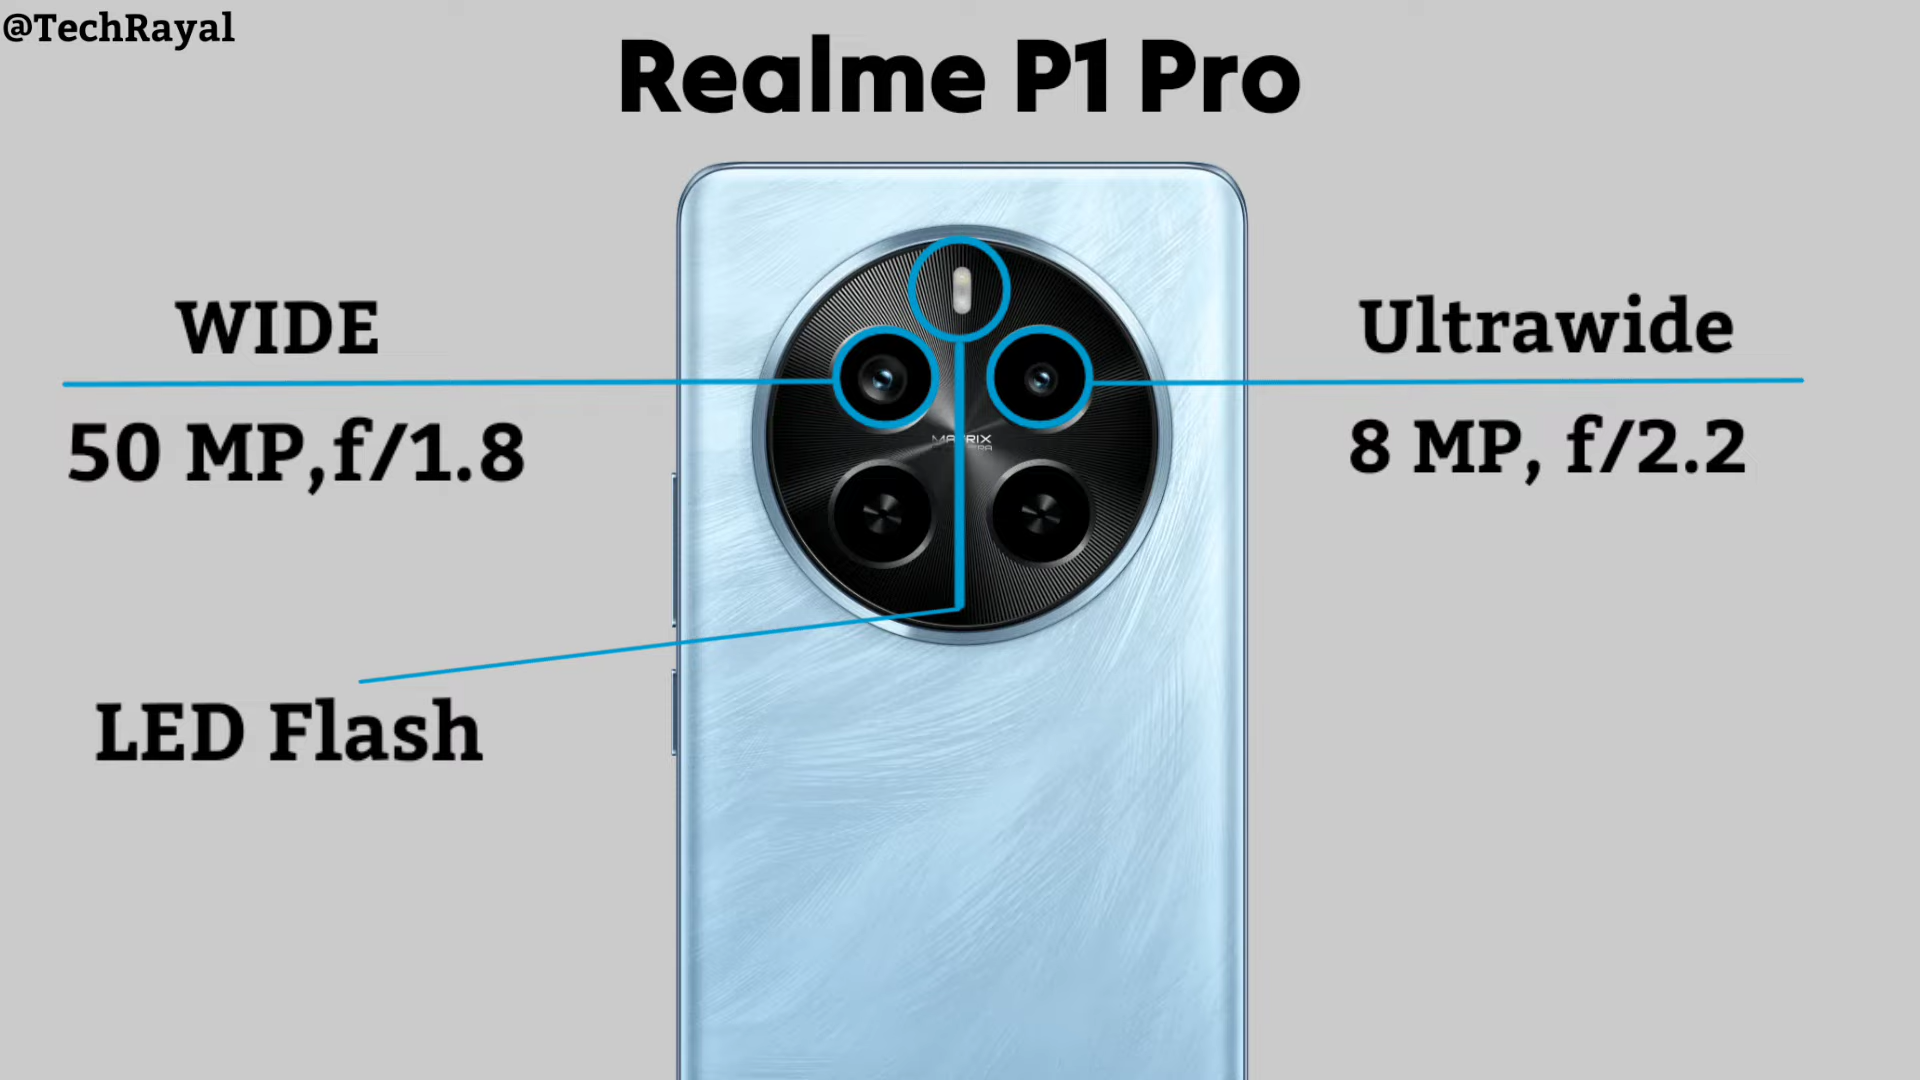 @TechRayal
Realme P1 Pro
WIDE
50 MP,f/1.8
Ultrawide
8 MP, f/2.2
LED Flash